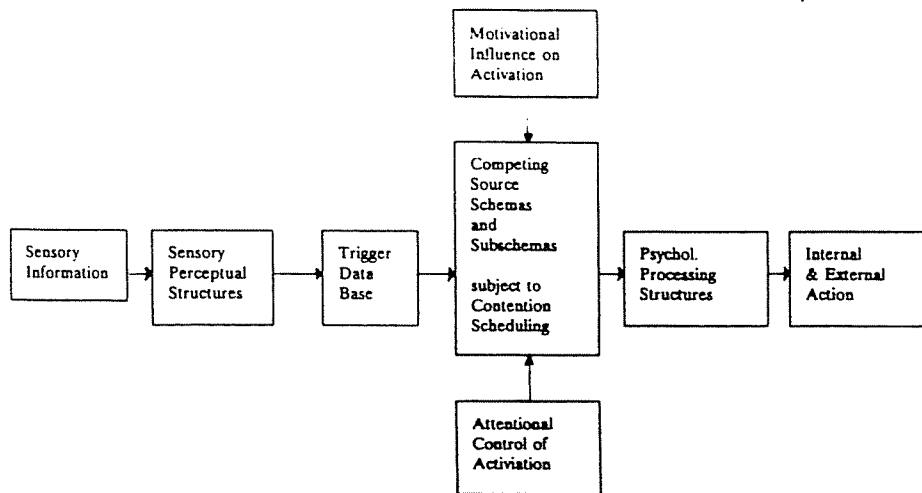 Motivational
Influence on
Activation
Competing
Source
Schemas
and
Subschemas
subject to
Contention
Scheduling
Sensory
Information
Sensory
Perceptual
Structures
Trigger
Data
Base
Psychol.
Processing
Structures
Internal
& External
Action
Attentional
Control of
Activiation